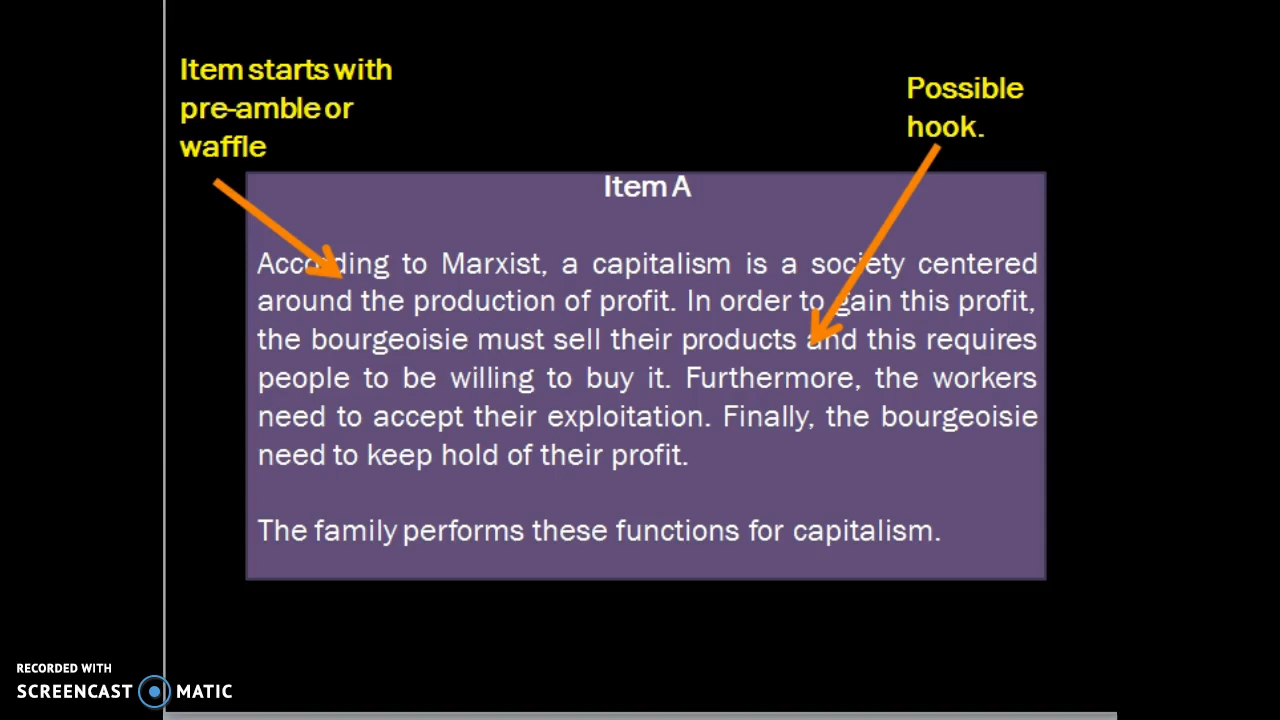 Item starts with
pre-amble or
waffle
Possible
hook.
Item A
According to Marxist, a capitalism is a society centered
around the production of profit. In order to gain this profit,
the bourgeoisie must sell their products and this requires
people to be willing to buy it. Furthermore, the workers
need to accept their exploitation. Finally, the bourgeoisie
need to keep hold of their profit.
The family performs these functions for capitalism.
RECORDED WITH
SCREENCAST MATIC